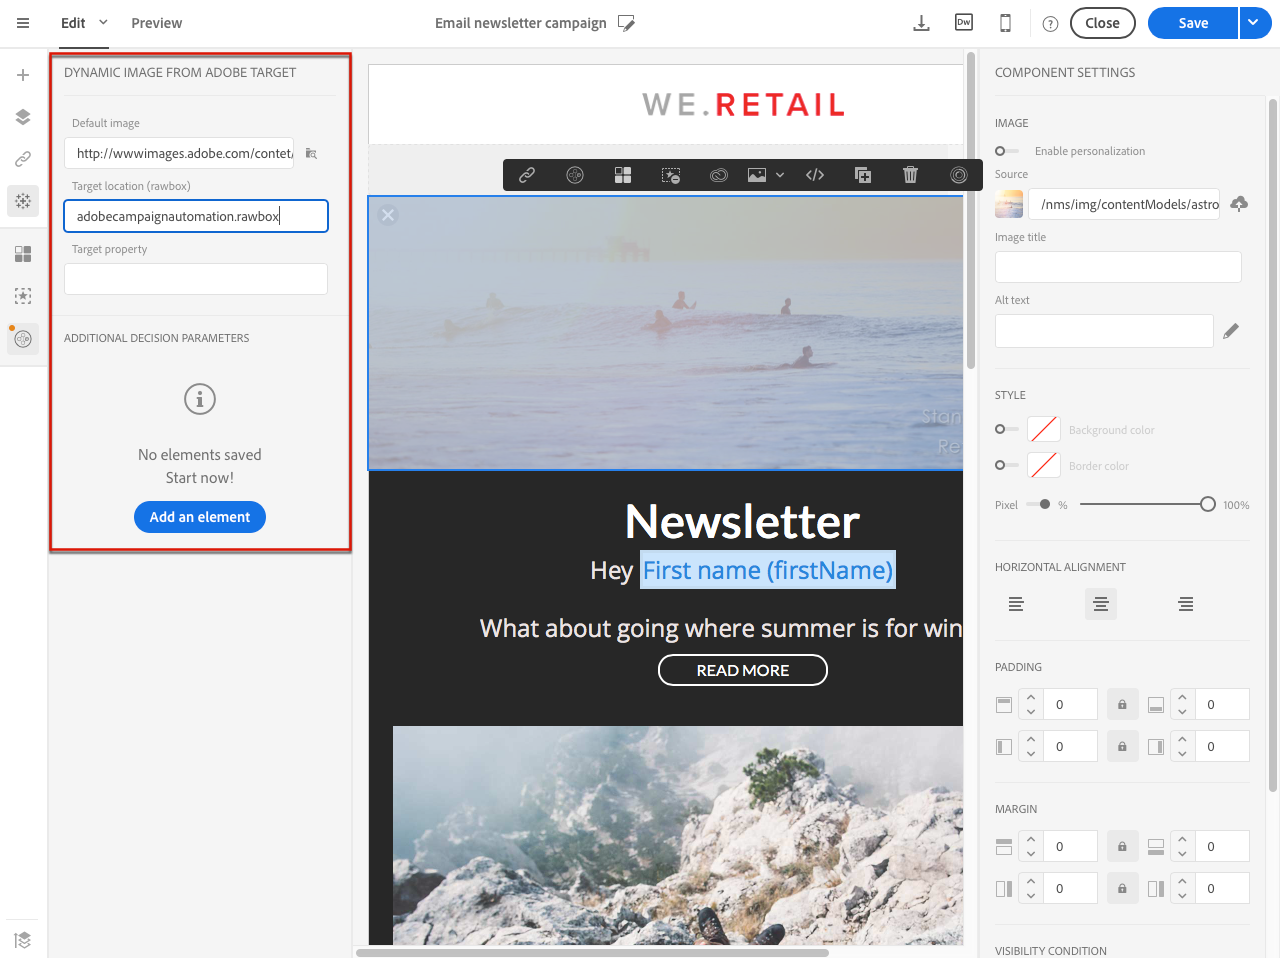 Edit
Preview
Email newsletter campaign
Dw
?
Close
Save
DYNAMIC IMAGE FROM ADOBE TARGET
Default image
http://wwwimages.adobe.com/contet/
Target location (rawbox)
adobecampaignautomation.rawbox
Target property
ADDITIONAL DECISION PARAMETERS
No elements saved
Start now!
Add an element
WE.RETAIL
Stan
Re
Newsletter
Hey First name (firstName)
What about going where summer is for win
READ MORE
COMPONENT SETTINGS
IMAGE
Enable personalization
Source
/nms/img/contentModels/astro
Image title
Alt text
STYLE
Background color
Border color
Pixel % 100%
HORIZONTAL ALIGNMENT
PADDING
0 0
0 0
MARGIN
0 0
0 0
VISIBILITY CONDITION